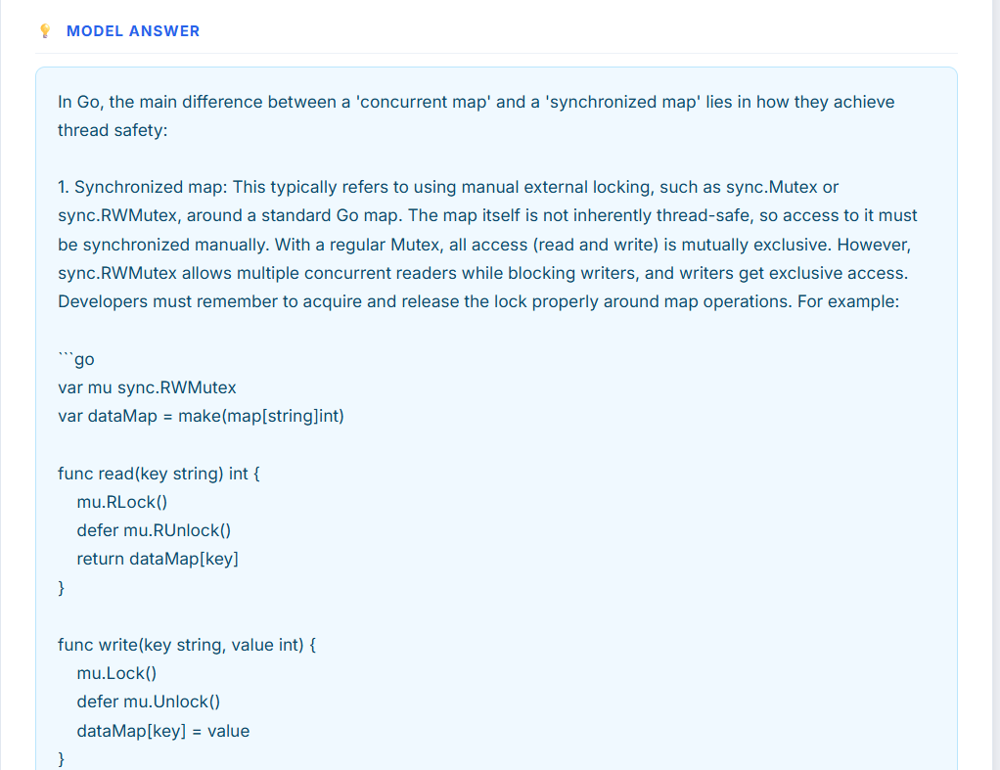 MODEL ANSWER
In Go, the main difference between a 'concurrent map' and a 'synchronized map' lies in how they achieve
thread safety:
1. Synchronized map: This typically refers to using manual external locking, such as sync.Mutex or
sync.RWMutex, around a standard Go map. The map itself is not inherently thread-safe, so access to it must
be synchronized manually. With a regular Mutex, all access (read and write) is mutually exclusive. However,
sync.RWMutex allows multiple concurrent readers while blocking writers, and writers get exclusive access.
Developers must remember to acquire and release the lock properly around map operations. For example:
```go
var mu sync.RWMutex
var dataMap = make(map[string]int)
func read(key string) int {
    mu.RLock()
    defer mu.RUnlock()
    return dataMap[key]
}
func write(key string, value int) {
    mu.Lock()
    defer mu.Unlock()
    dataMap[key] = value
}